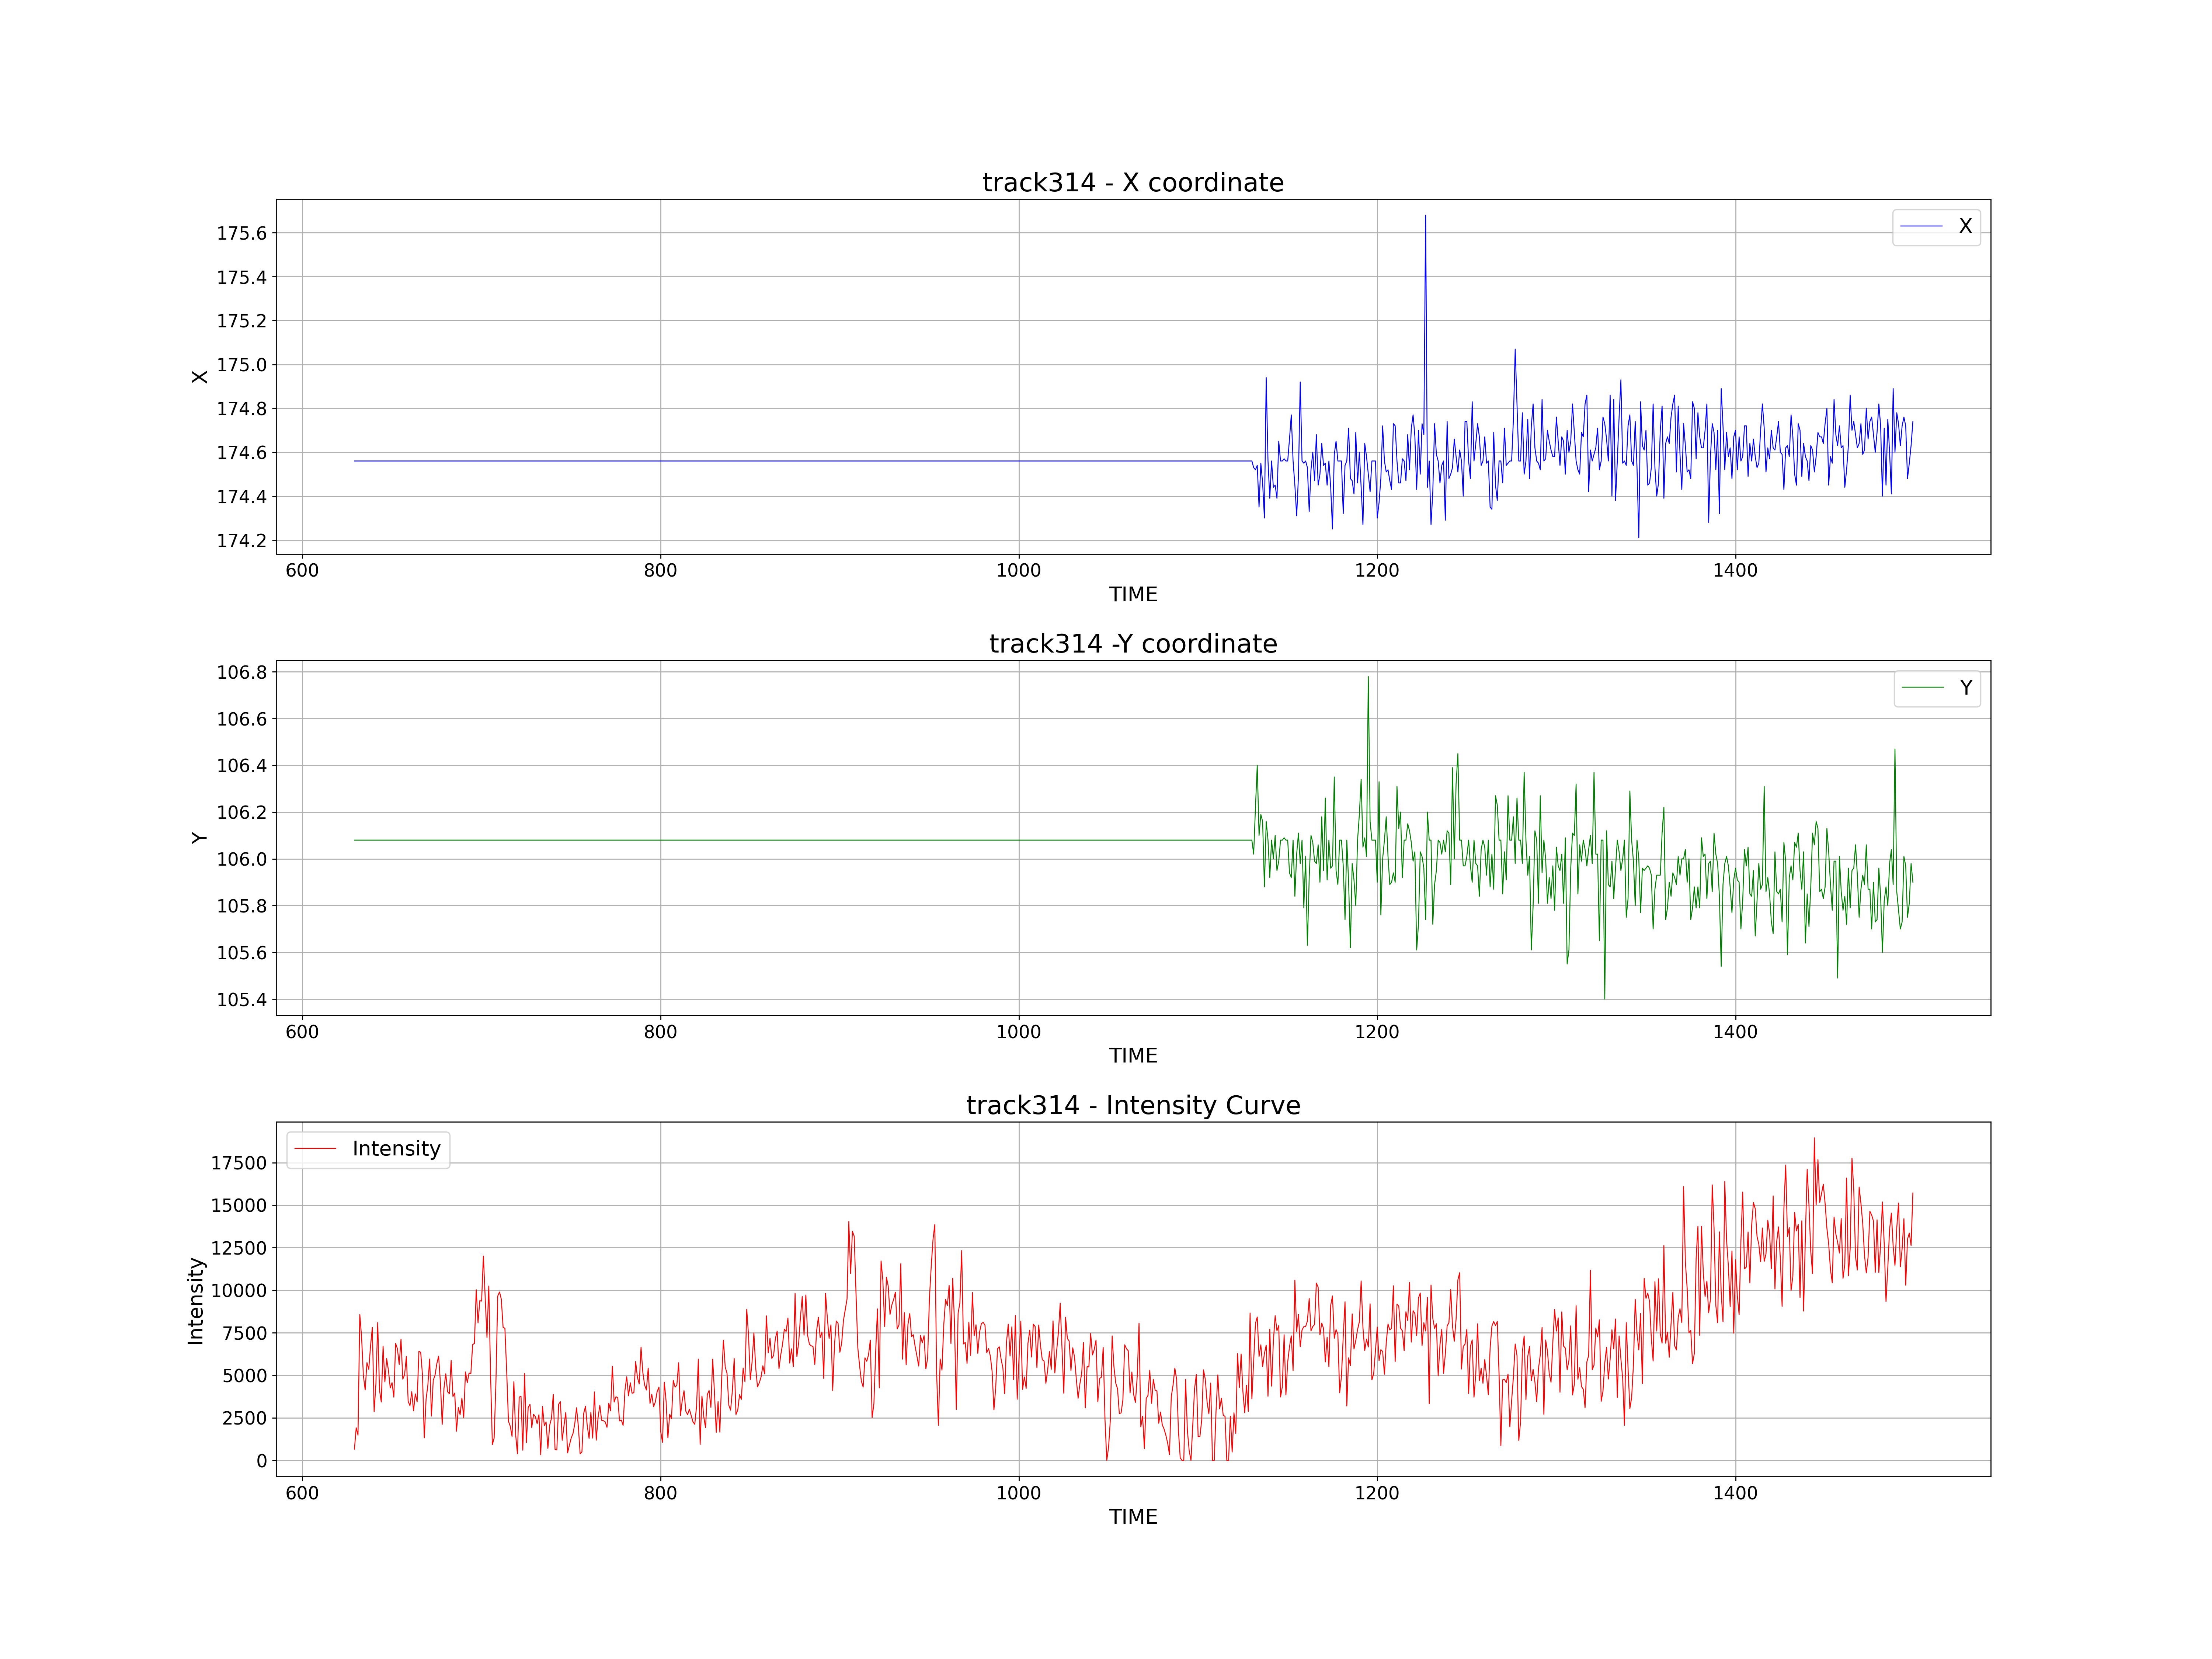 track314 - X coordinate
X
175.6
175.4
175.2
175.0
174.8
174.6
174.4
174.2
X
600 800 1000 1200 1400
TIME
track314 -Y coordinate
Y
106.8
106.6
106.4
106.2
106.0
105.8
105.6
105.4
Y
600 800 1000 1200 1400
TIME
track314 - Intensity Curve
Intensity
17500
15000
12500
10000
7500
5000
2500
0
Intensity
600 800 1000 1200 1400
TIME